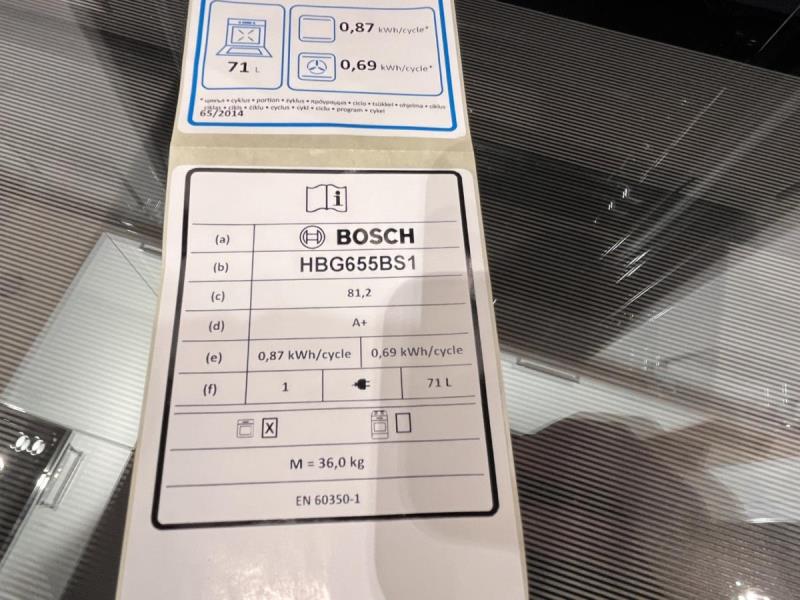 71 L
0,87 kWh/cycle*
0,69 kWh/cycle*
* цикъл • cyklus • portion • zyklus • πρόγραμμα • ciclo • tsükkel • ohjelma • ciklus
ciklas • cikls • ċiklu • cyclus • cykl • ciclu • program • cykel
65/2014
i
(a) BOSCH
(b) HBG655BS1
(c) 81,2
(d) A+
(e) 0,87 kWh/cycle 0,69 kWh/cycle
(f) 1 71 L
X
M = 36,0 kg
EN 60350-1